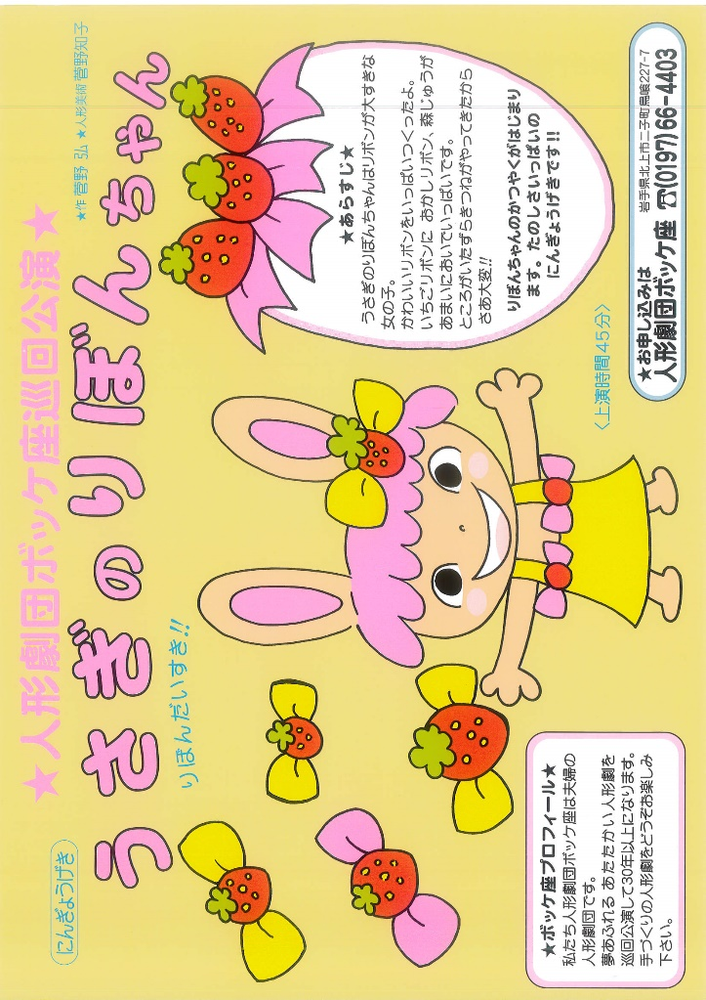 ★人形劇団ボッケ座巡回公演★
にんぎょうげき
うさぎのりぼんちゃん
★作 菅野 弘 ★人形美術 菅野知子
りぼんだいすき!!
★あらすじ★
うさぎのりぼんちゃんはリボンが大すきな
女の子。
かわいいリボンをいっぱいつくったよ。
いちごリボンに おかしリボン、森じゅうが
あまいにおいでいっぱいです。
ところがいたずらきつねがやってきたから
さあ大変!!
りぼんちゃんのかつやくがはじまり
ます。たのしさいっぱいの
にんぎょうげきです!!
〈上演時間45分〉
★ボッケ座プロフィール★
私たち人形劇団ボッケ座は夫婦の
人形劇団です。
夢あふれる あたたかい 人形劇を
巡回公演して30年以上になります。
手づくりの人形劇をどうぞお楽しみ
下さい。
★お申し込みは
岩手県北上市二子町鳥喰227-7
人形劇団ボッケ座 ☎(0197)66-4403